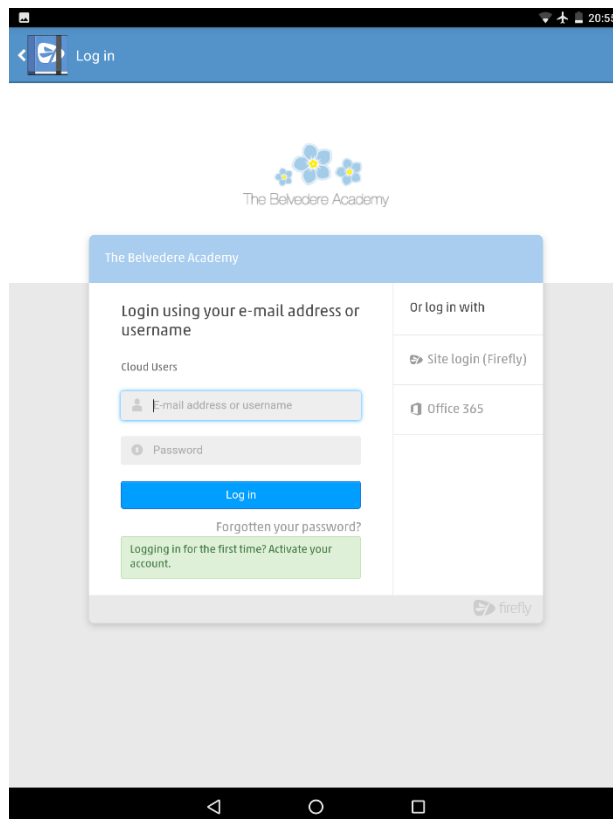 20:55
Log in
The Belvedere Academy
The Belvedere Academy
Login using your e-mail address or
username
Cloud Users
E-mail address or username
Password
Log in
Forgotten your password?
Logging in for the first time? Activate your
account.
Or log in with
Site login (Firefly)
Office 365
firefly